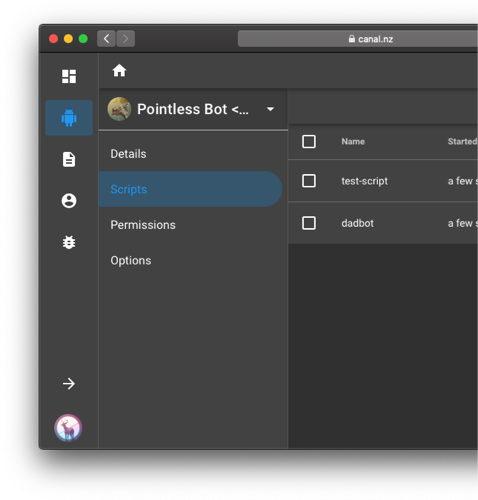 canal.nz
Pointless Bot <...
Details
Scripts
Permissions
Options
Name Started
test-script a few s
dadbot a few s